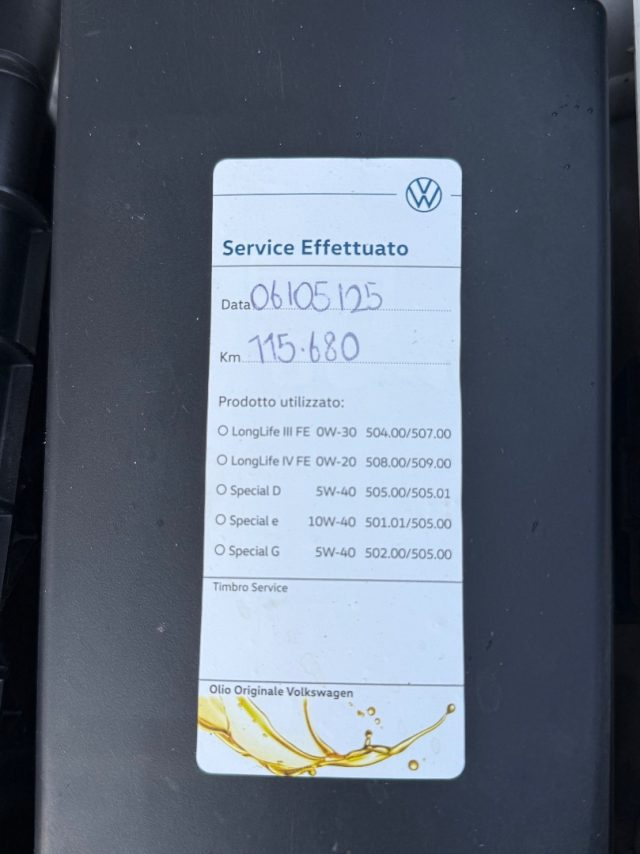 Service Effettuato
Data 06/05/25
Km 115.680
Prodotto utilizzato:
O LongLife III FE 0W-30 504.00/507.00
O LongLife IV FE 0W-20 508.00/509.00
O Special D 5W-40 505.00/505.01
O Special e 10W-40 501.01/505.00
O Special G 5W-40 502.00/505.00
Timbro Service
Olio Originale Volkswagen